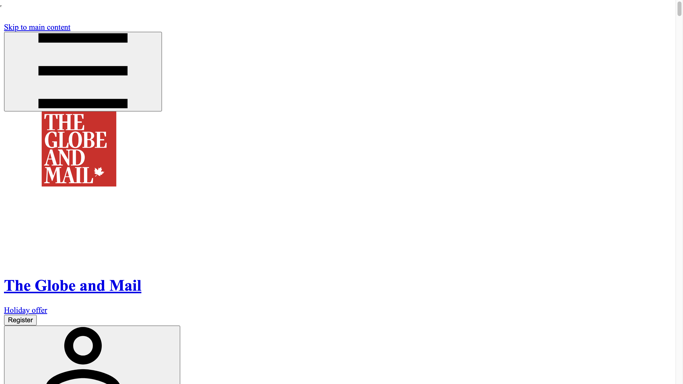 Skip to main content
THE
GLOBE
AND
MAIL
The Globe and Mail
Holiday offer
Register